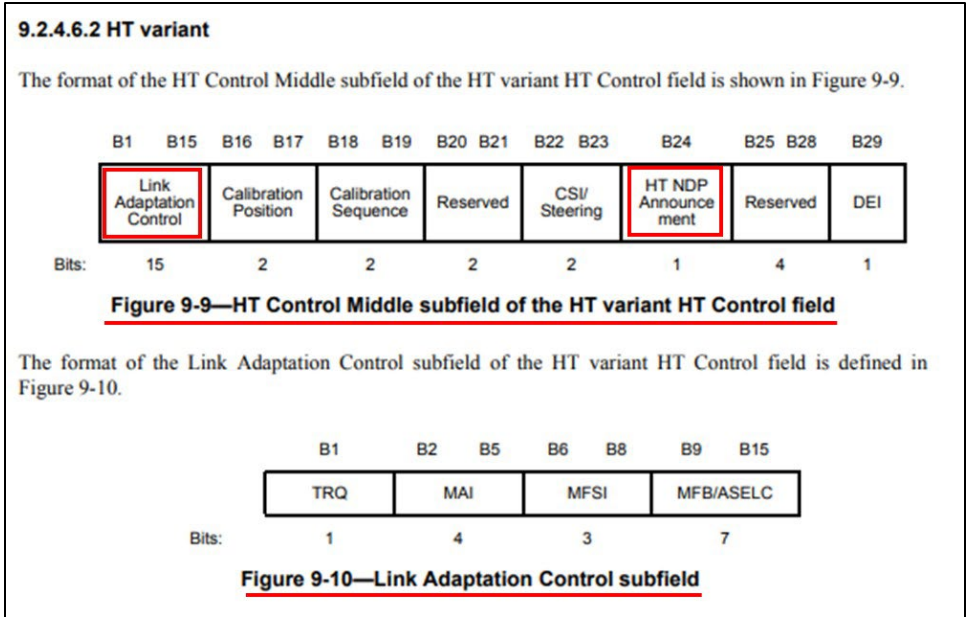 9.2.4.6.2 HT variant
The format of the HT Control Middle subfield of the HT variant HT Control field is shown in Figure 9-9.
B1 B15 B16 B17 B18 B19 B20 B21 B22 B23 B24 B25 B28 B29
Link
Adaptation
Control
Calibration
Position
Calibration
Sequence
Reserved
CSI/
Steering
HT NDP
Announce
ment
Reserved
DEI
Bits: 15 2 2 2 2 1 4 1
Figure 9-9—HT Control Middle subfield of the HT variant HT Control field
The format of the Link Adaptation Control subfield of the HT variant HT Control field is defined in
Figure 9-10.
B1 B2 B5 B6 B8 B9 B15
TRQ MAI MFSI MFB/ASELC
Bits: 1 4 3 7
Figure 9-10—Link Adaptation Control subfield